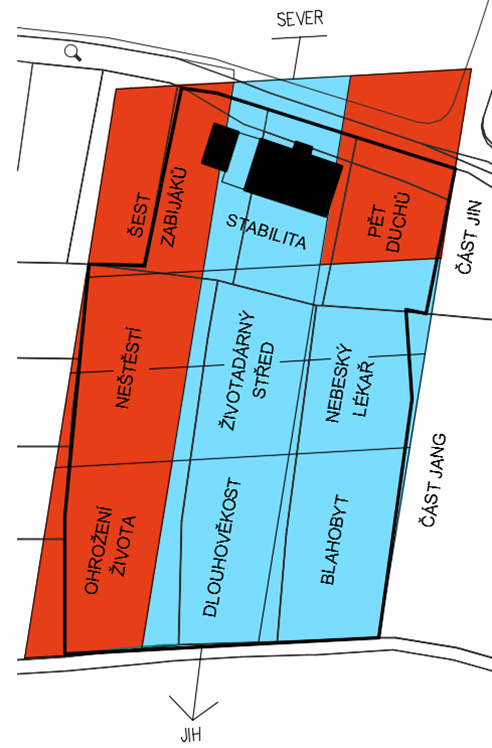 SEVER
ŠEST
ZABIJÁKŮ
STABILITA
PĚT
DUCHŮ
ČÁST JIN
NEŠTĚSTÍ
ŽIVOTADÁRNÝ
STŘED
NEBESKÝ
LÉKAŘ
ČÁST JANG
OHROŽENÍ
ŽIVOTA
DLOUHOVĚKOST
BLAHOBYT
JIH